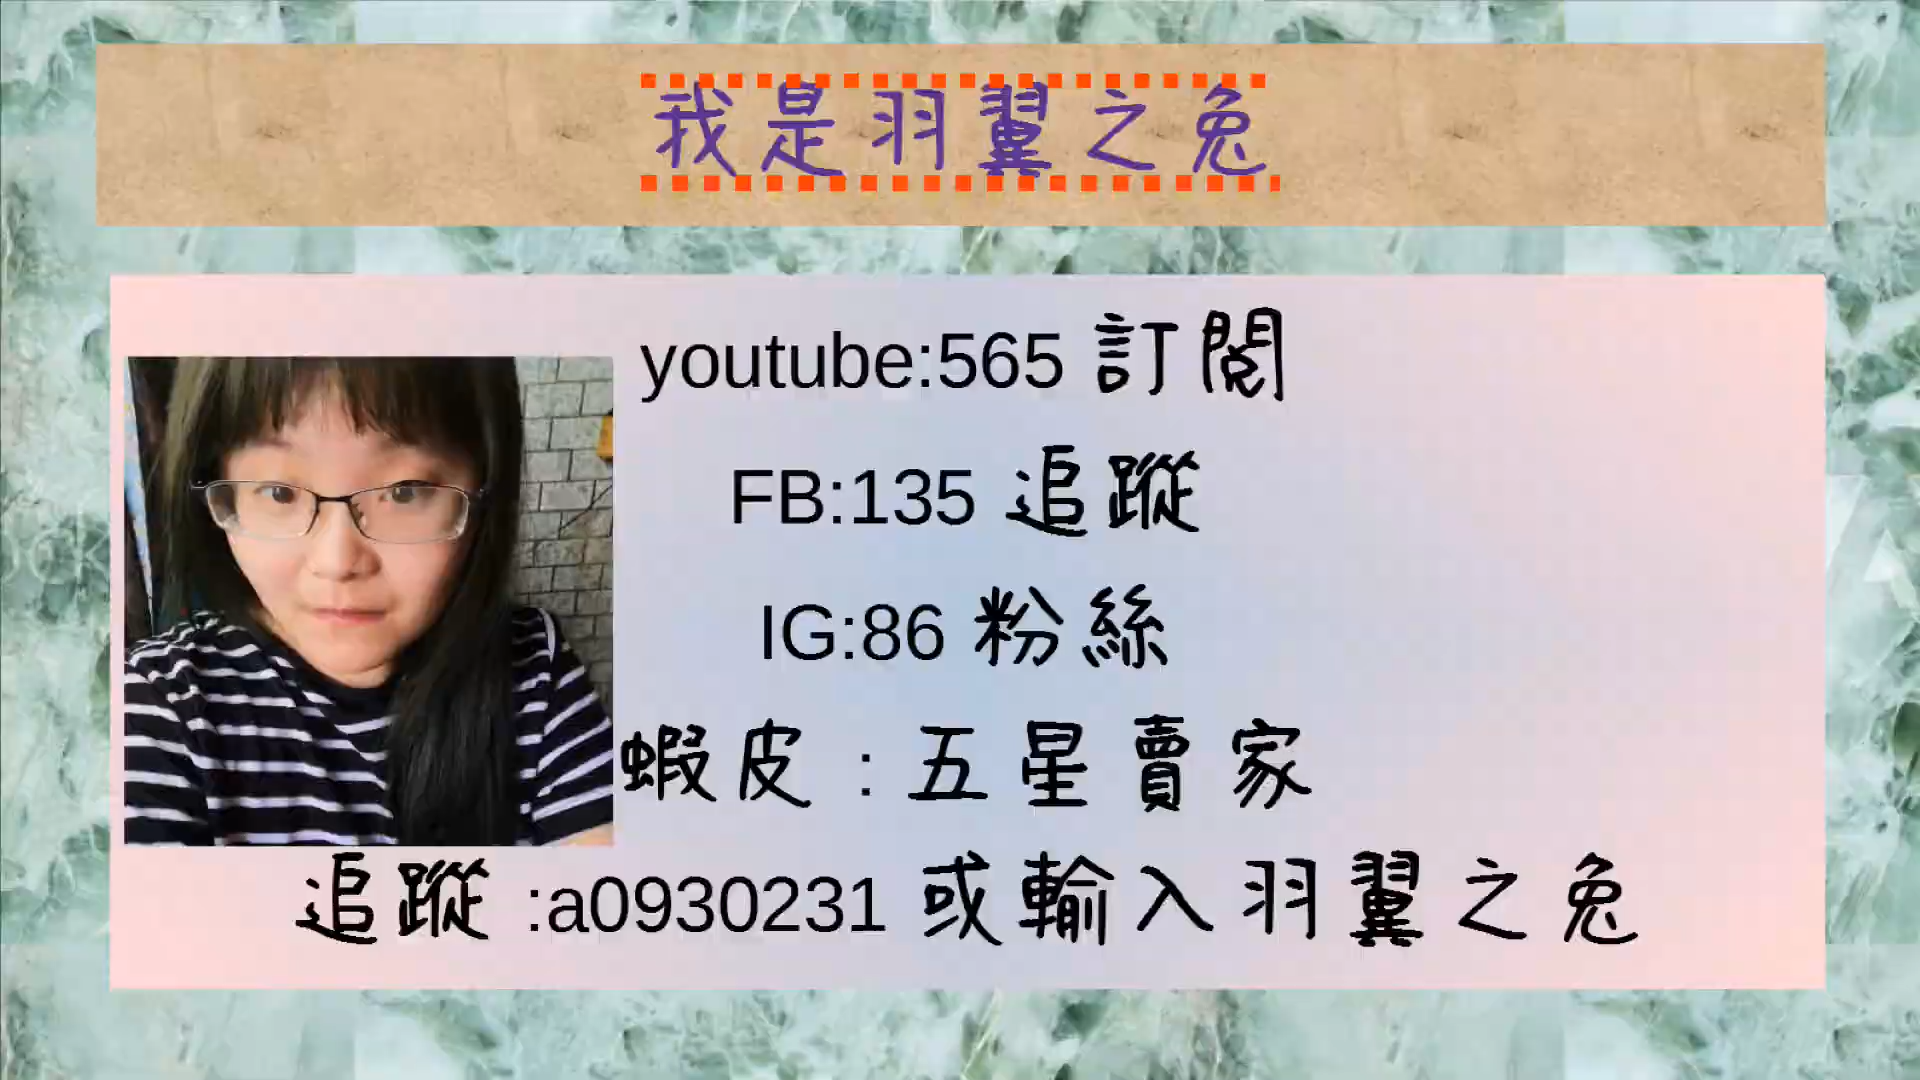 我是羽翼之兔
youtube:565 訂閱
FB:135 追蹤
IG:86 粉絲
蝦皮:五星賣家
追蹤:a0930231 或輸入羽翼之兔